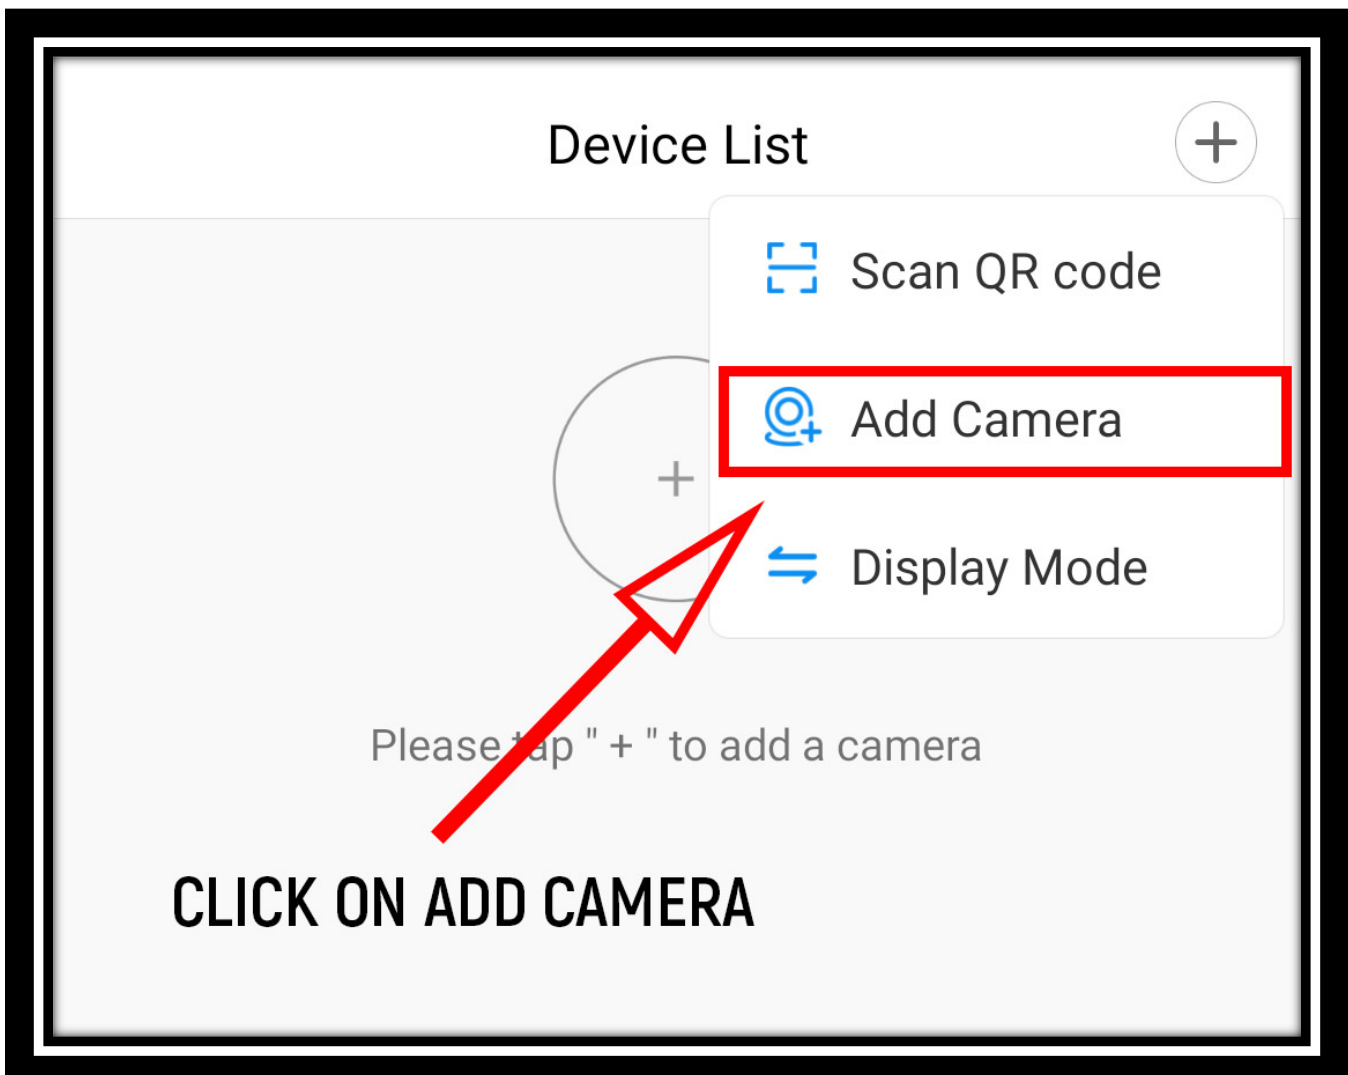 Device List
Scan QR code
Add Camera
Display Mode
Please tap " + " to add a camera
CLICK ON ADD CAMERA